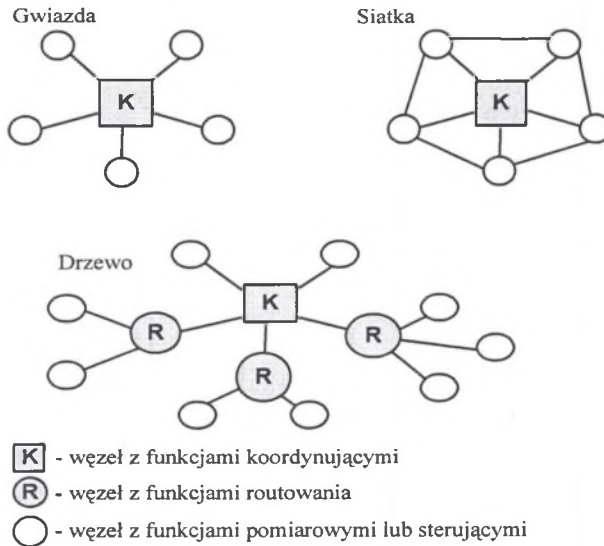 Gwiazda
Siatka
K
K
Drzewo
K
R
R
R
K - węzeł z funkcjami koordynującymi
R - węzeł z funkcjami routowania
- węzeł z funkcjami pomiarowymi lub sterującymi